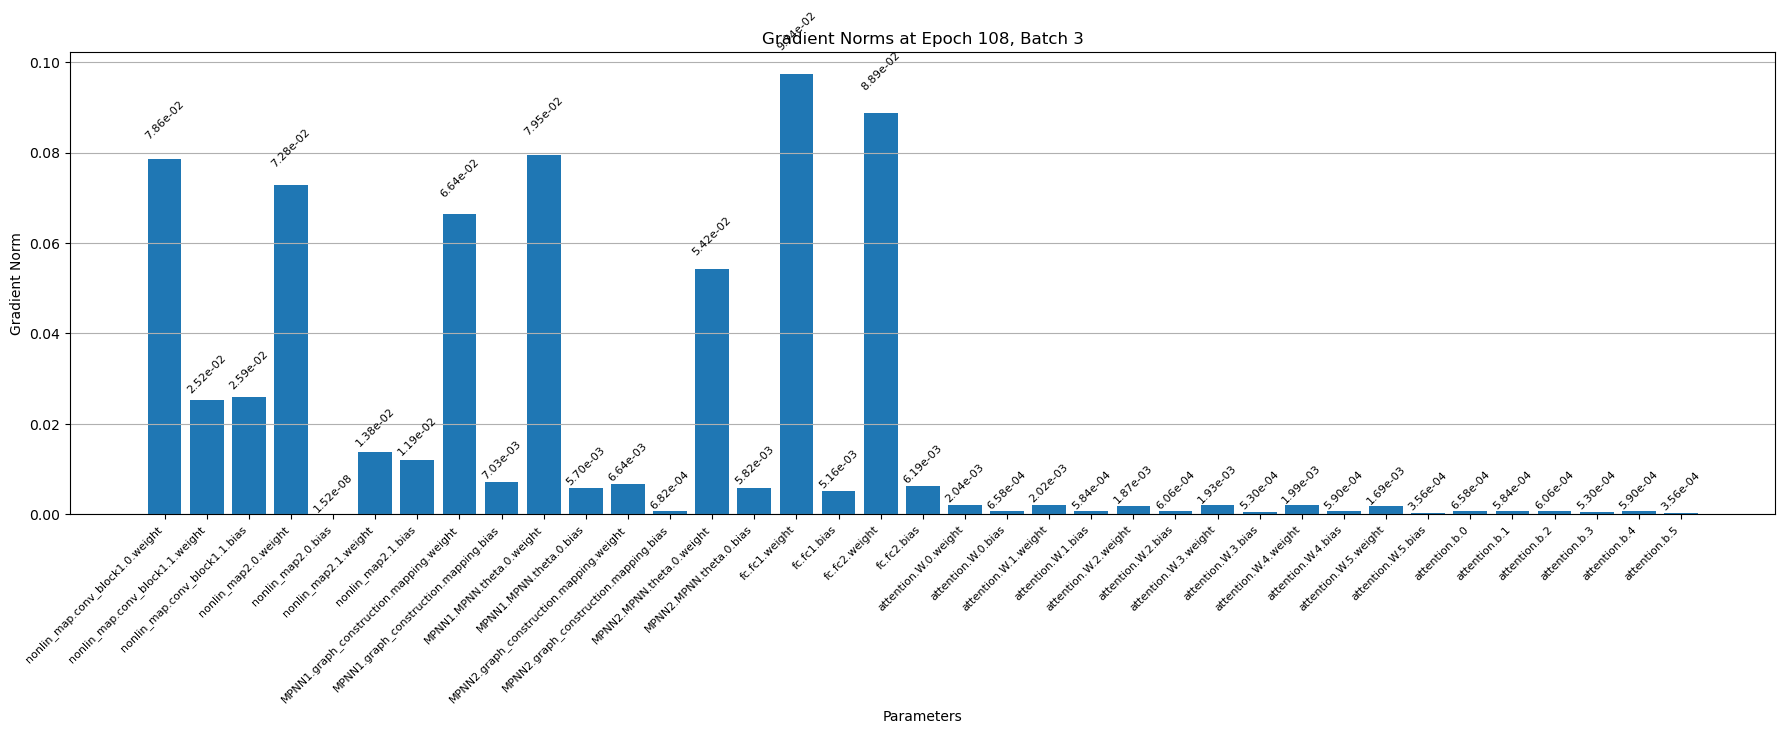 Gradient Norms at Epoch 108, Batch 3
Gradient Norm
0.10
0.08
0.06
0.04
0.02
0.00
7.86e-02
2.52e-02
2.59e-02
7.28e-02
1.52e-08
1.38e-02
1.19e-02
6.64e-02
7.03e-03
7.95e-02
5.70e-03
6.64e-03
6.82e-04
5.42e-02
5.82e-03
9.74e-02
5.16e-03
8.89e-02
6.19e-03
2.04e-03
6.58e-04
2.02e-03
5.84e-04
1.87e-03
6.06e-04
1.93e-03
5.30e-04
1.99e-03
5.90e-04
1.69e-03
3.56e-04
6.58e-04
5.84e-04
6.06e-04
5.30e-04
5.90e-04
3.56e-04
nonlin_map.conv_block1.0.weight
nonlin_map.conv_block1.1.weight
nonlin_map.conv_block1.1.bias
nonlin_map2.0.weight
nonlin_map2.0.bias
nonlin_map2.1.weight
nonlin_map2.1.bias
MPNN1.graph_construction.mapping.weight
MPNN1.graph_construction.mapping.bias
MPNN1.MPNN.theta.0.weight
MPNN1.MPNN.theta.0.bias
MPNN2.graph_construction.mapping.weight
MPNN2.graph_construction.mapping.bias
MPNN2.MPNN.theta.0.weight
MPNN2.MPNN.theta.0.bias
fc.fc1.weight
fc.fc1.bias
fc.fc2.weight
fc.fc2.bias
attention.W.0.weight
attention.W.0.bias
attention.W.1.weight
attention.W.1.bias
attention.W.2.weight
attention.W.2.bias
attention.W.3.weight
attention.W.3.bias
attention.W.4.weight
attention.W.4.bias
attention.W.5.weight
attention.W.5.bias
attention.b.0
attention.b.1
attention.b.2
attention.b.3
attention.b.4
attention.b.5
Parameters